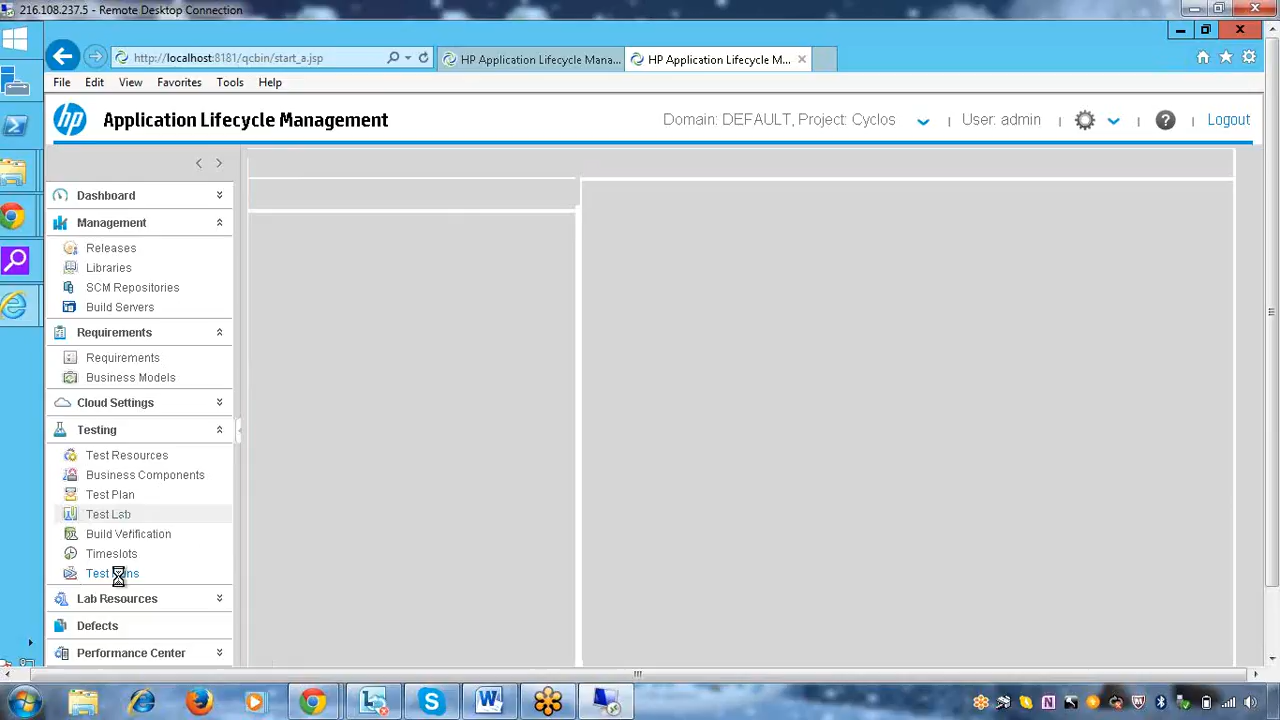 216.108.237.5 - Remote Desktop Connection
http://localhost:8181/qcbin/start_a.jsp
HP Application Lifecycle Mana...
HP Application Lifecycle M...
File Edit View Favorites Tools Help
hp Application Lifecycle Management
Domain: DEFAULT, Project: Cyclos
User: admin
Logout
Dashboard
Management
Releases
Libraries
SCM Repositories
Build Servers
Requirements
Requirements
Business Models
Cloud Settings
Testing
Test Resources
Business Components
Test Plan
Test Lab
Build Verification
Timeslots
Test
Lab Resources
Defects
Performance Center